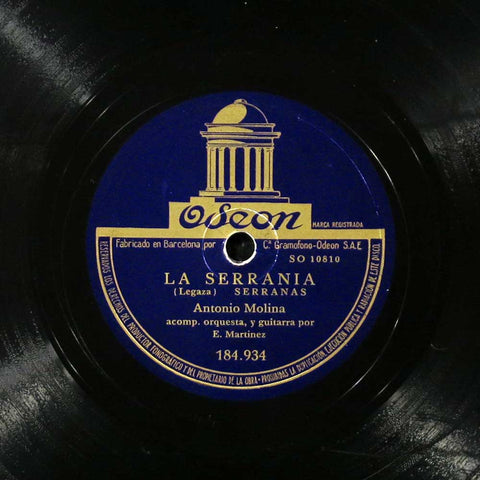 Odeon
MARCA REGISTRADA
Fabricado en Barcelona por Cª Gramofono-Odeon S.A.E
SO 10810
LA SERRANIA
(Legaza) SERRANAS
Antonio Molina
acomp. orquesta, y guitarra por
E. Martinez
184.934
RESERVADOS LOS DERECHOS DEL PRODUCTOR FONOGRÁFICO Y DEL PROPIETARIO DE LA OBRA - PROHIBIDAS LA DUPLICACIÓN, EJECUCIÓN PÚBLICA Y RADIACIÓN DE ESTE DISCO